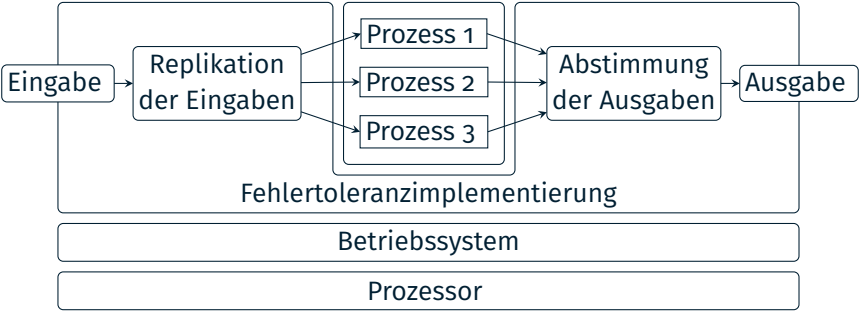 Eingabe
Replikation
der Eingaben
Prozess 1
Prozess 2
Prozess 3
Abstimmung
der Ausgaben
Ausgabe
Fehlertoleranzimplementierung
Betriebssystem
Prozessor